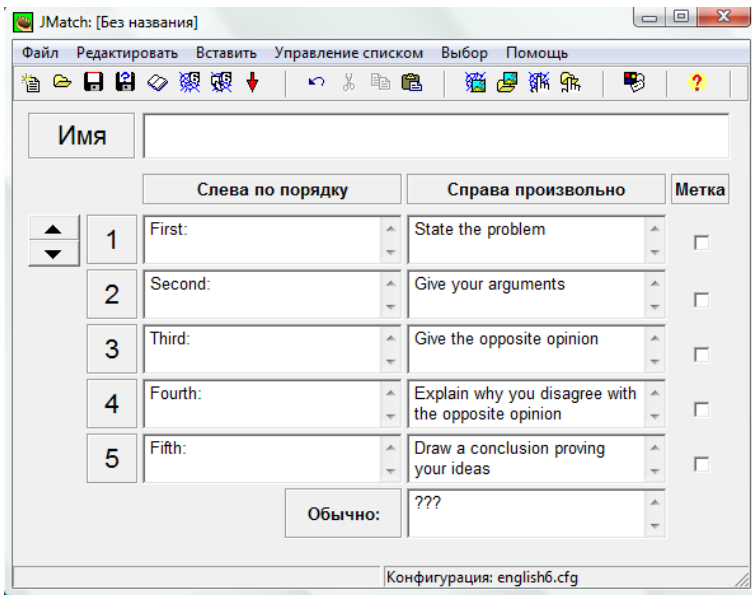 JMatch: [Без названия]
Файл Редактировать Вставить Управление списком Выбор Помощь
Имя
Слева по порядку Справа произвольно Метка
1 First: State the problem
2 Second: Give your arguments
3 Third: Give the opposite opinion
4 Fourth: Explain why you disagree with
the opposite opinion
5 Fifth: Draw a conclusion proving
your ideas
Обычно: ???
Конфигурация: english6.cfg